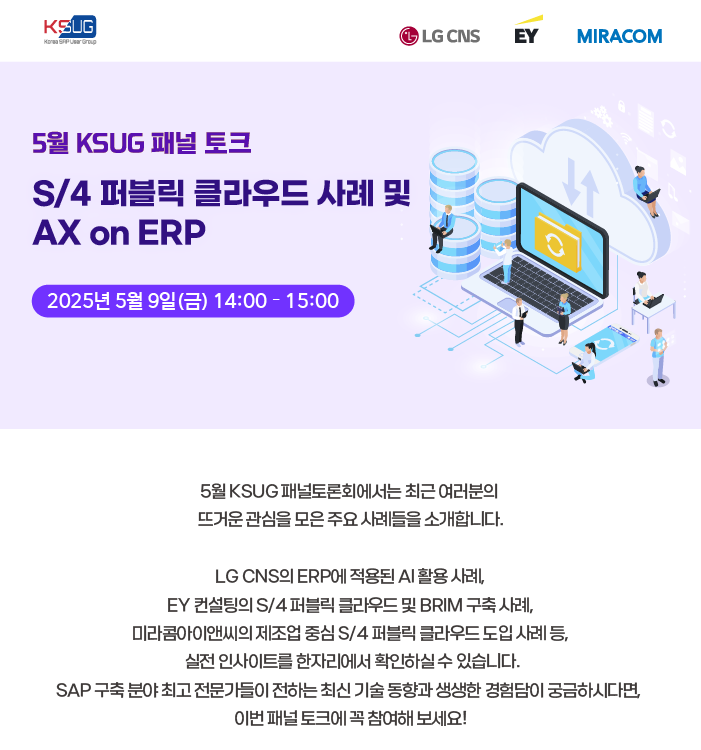 KSUG
Korea SAP User Group
LG CNS
EY
MIRACOM
5월 KSUG 패널 토크
S/4 퍼블릭 클라우드 사례 및
AX on ERP
2025년 5월 9일(금) 14:00 - 15:00
5월 KSUG 패널토론회에서는 최근 여러분의
뜨거운 관심을 모은 주요 사례들을 소개합니다.
LG CNS의 ERP에 적용된 AI 활용 사례,
EY 컨설팅의 S/4 퍼블릭 클라우드 및 BRIM 구축 사례,
미라콤아이앤씨의 제조업 중심 S/4 퍼블릭 클라우드 도입 사례 등,
실전 인사이트를 한자리에서 확인하실 수 있습니다.
SAP 구축 분야 최고 전문가들이 전하는 최신 기술 동향과 생생한 경험담이 궁금하시다면,
이번 패널 토크에 꼭 참여해 보세요!